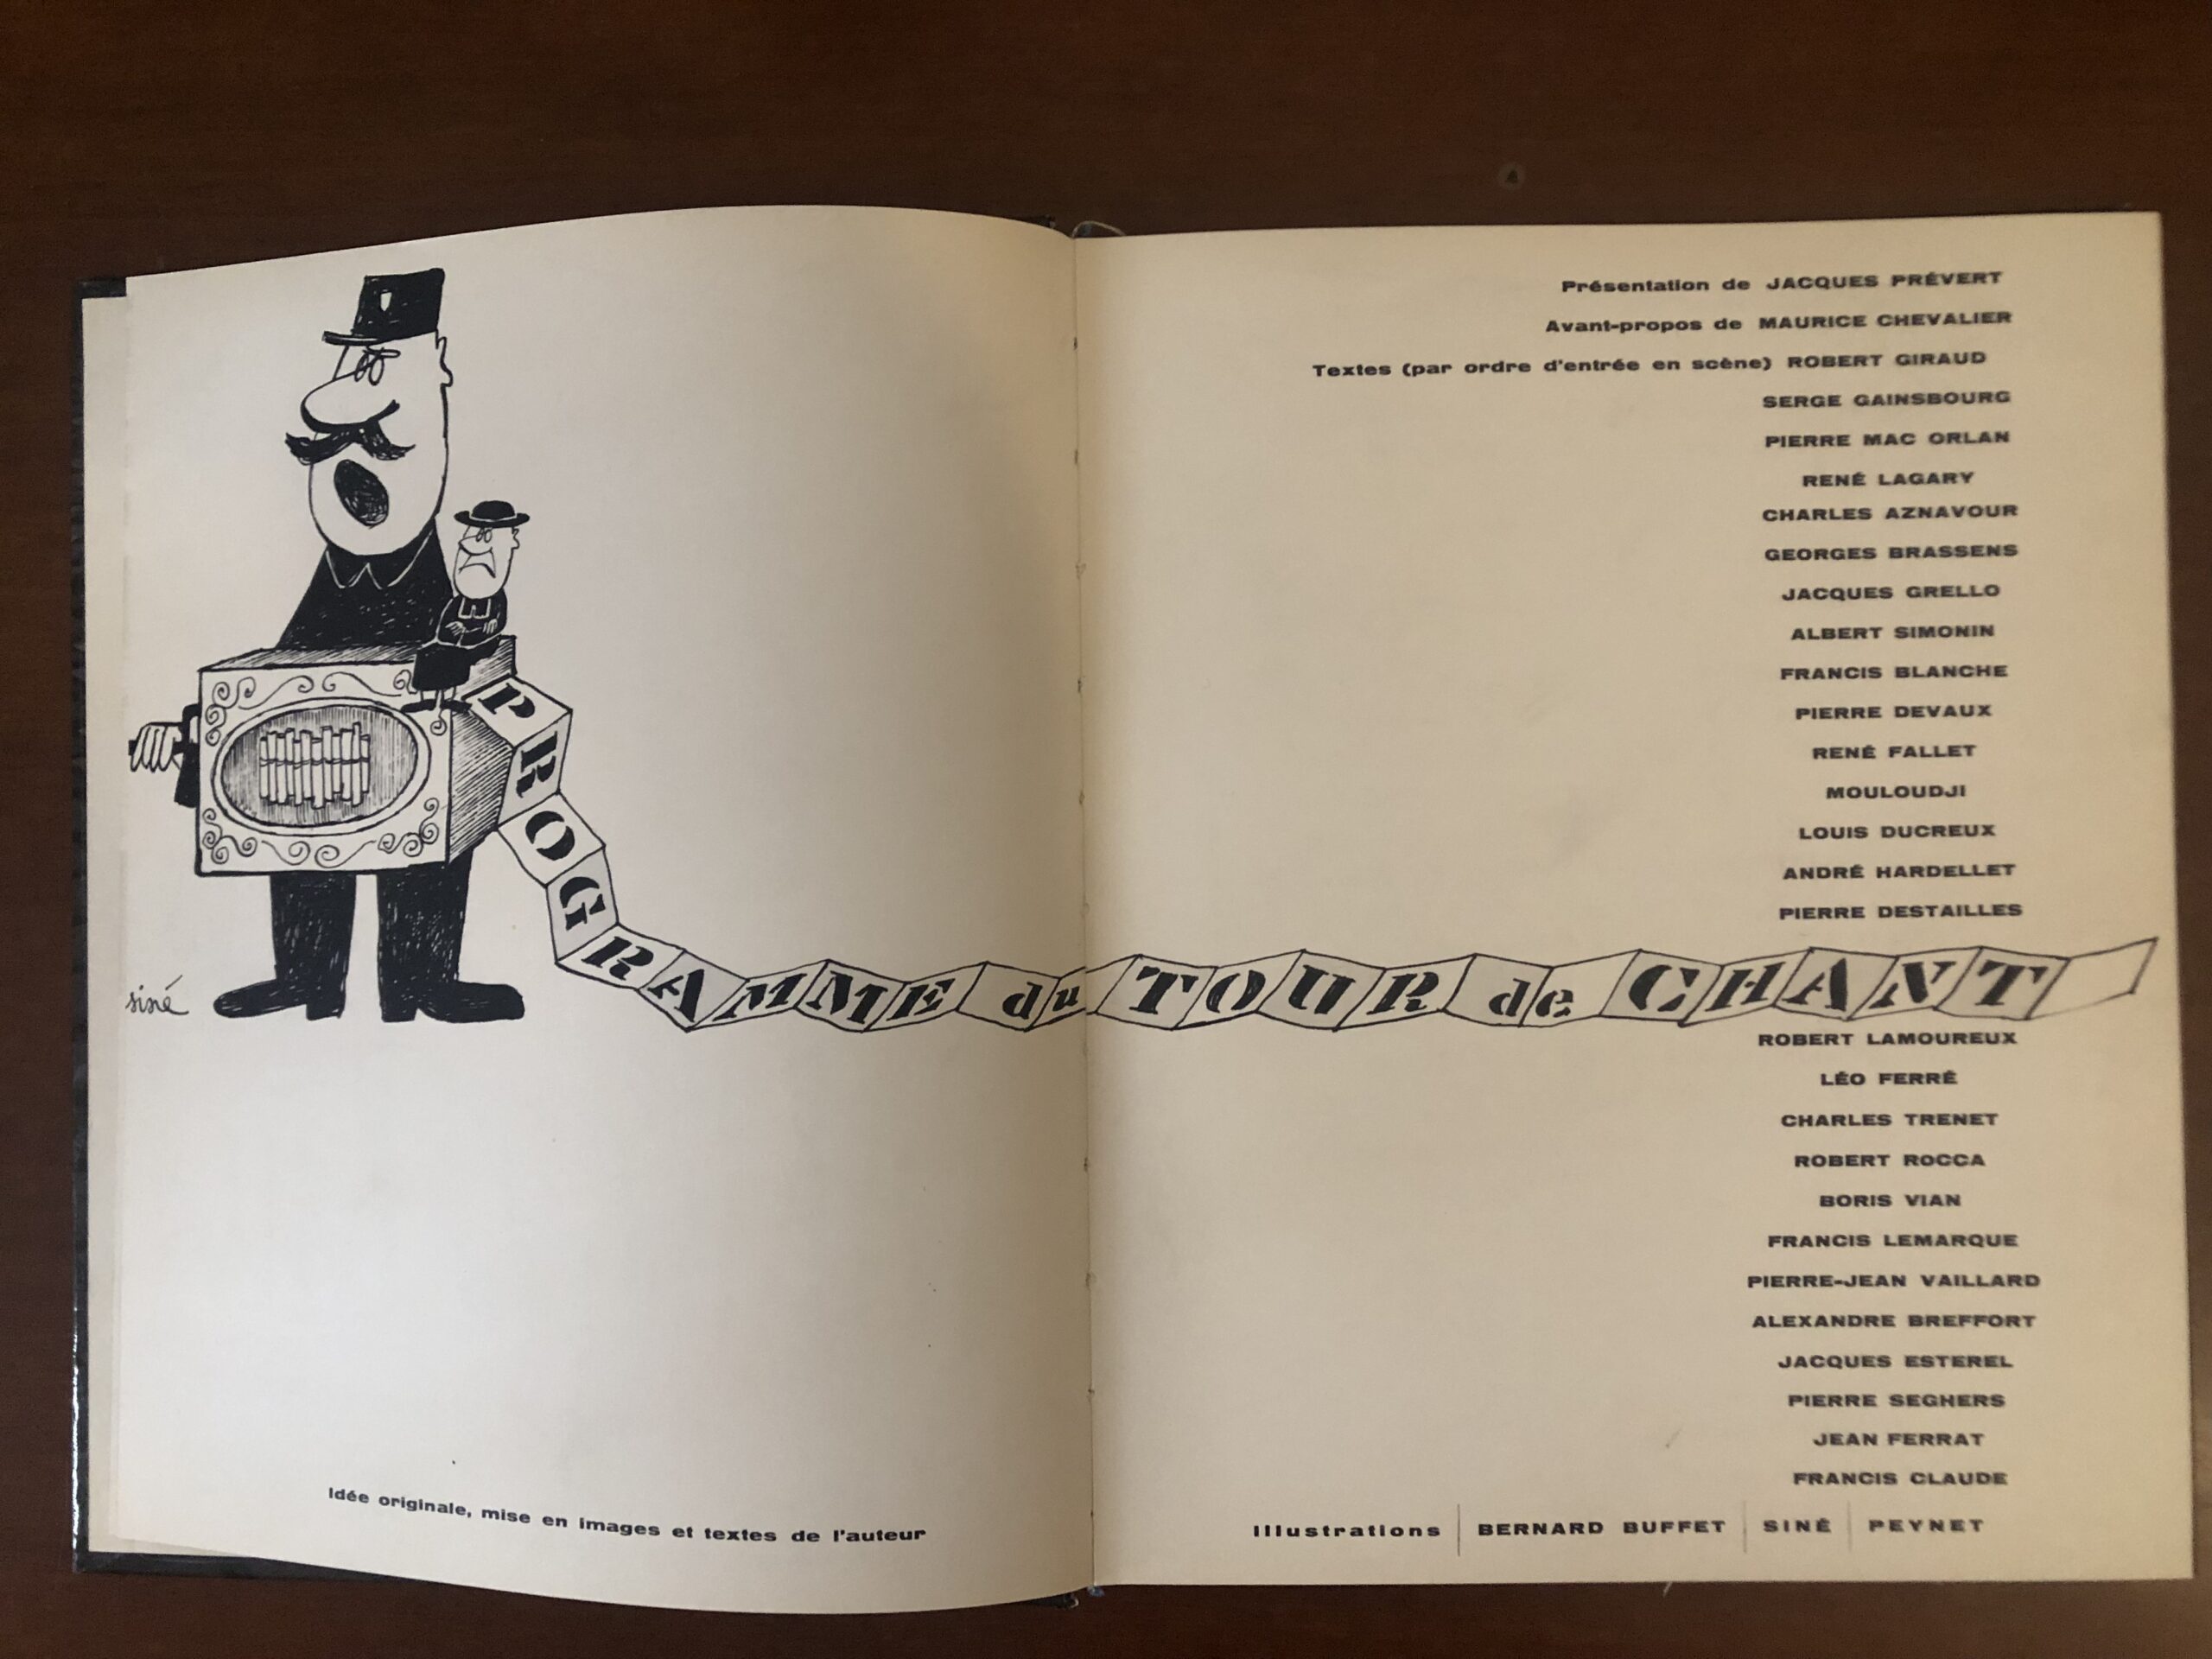 siné
Idée originale, mise en images et textes de l'auteur
Présentation de JACQUES PRÉVERT
Avant-propos de MAURICE CHEVALIER
Textes (par ordre d'entrée en scène) ROBERT GIRAUD
SERGE GAINSBOURG
PIERRE MAC ORLAN
RENÉ LAGARY
CHARLES AZNAVOUR
GEORGES BRASSENS
JACQUES GRELLO
ALBERT SIMONIN
FRANCIS BLANCHE
PIERRE DEVAUX
RENÉ FALLET
MOULOUDJI
LOUIS DUCREUX
ANDRÉ HARDELLET
PIERRE DESTAILLES
PROGRAMME du TOUR de CHANT
ROBERT LAMOUREUX
LÉO FERRÉ
CHARLES TRENET
ROBERT ROCCA
BORIS VIAN
FRANCIS LEMARQUE
PIERRE-JEAN VAILLARD
ALEXANDRE BREFFORT
JACQUES ESTEREL
PIERRE SEGHERS
JEAN FERRAT
FRANCIS CLAUDE
Illustrations BERNARD BUFFET SINÉ PEYNET